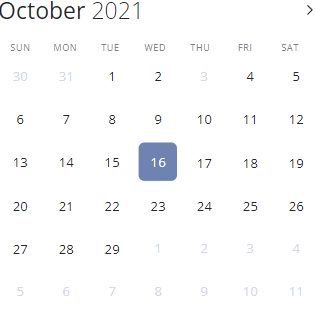 October 2021
SUN MON TUE WED THU FRI SAT
30 31 1 2 3 4 5
6 7 8 9 10 11 12
13 14 15 16 17 18 19
20 21 22 23 24 25 26
27 28 29 1 2 3 4
5 6 7 8 9 10 11